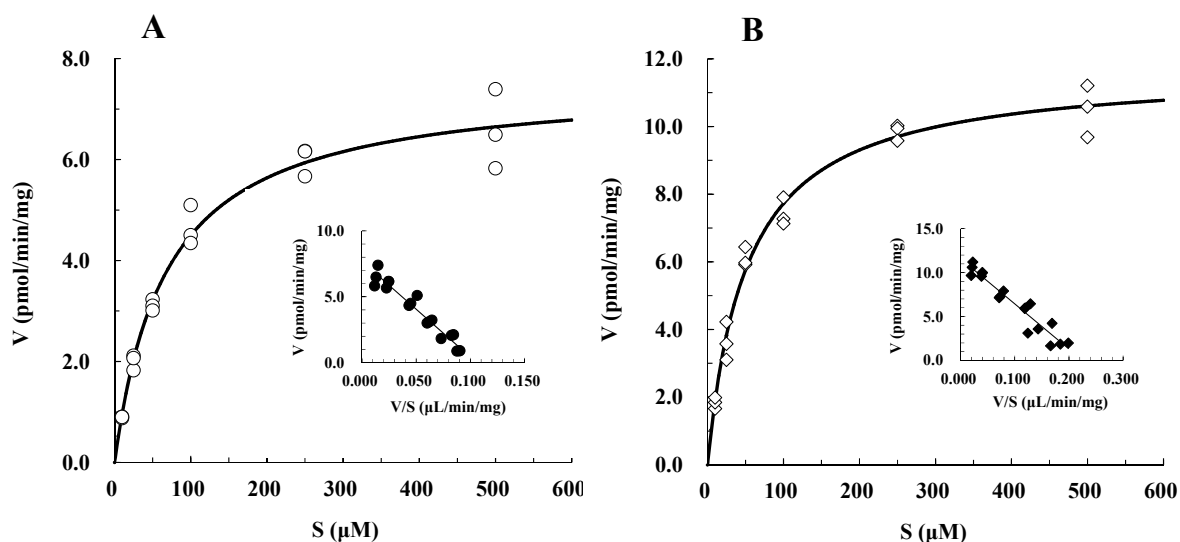 A
8.0
6.0
4.0
2.0
0.0
V (pmol/min/mg)
0 100 200 300 400 500 600
S (μM)
10.0
5.0
0.0
V (pmol/min/mg)
0.000 0.050 0.100 0.150
V/S (μL/min/mg)
B
12.0
10.0
8.0
6.0
4.0
2.0
0.0
V (pmol/min/mg)
0 100 200 300 400 500 600
S (μM)
15.0
10.0
5.0
0.0
V (pmol/min/mg)
0.000 0.100 0.200 0.300
V/S (μL/min/mg)